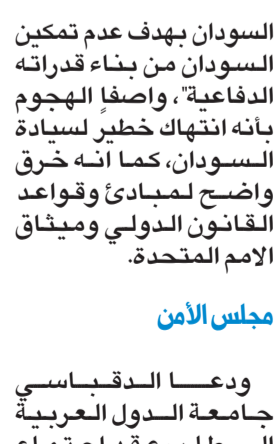 السودان بهدف عدم تمكين
السودان من بناء قدراته
الدفاعية"، واصفاً الهجوم
بأنه انتهاك خطير لسيادة
السودان، كما انه خرق
واضح لمبادئ وقواعد
القانون الدولي وميثاق
الامم المتحدة.
مجلس الأمن
ودعا الدقباسي
جامعة الدول العربية